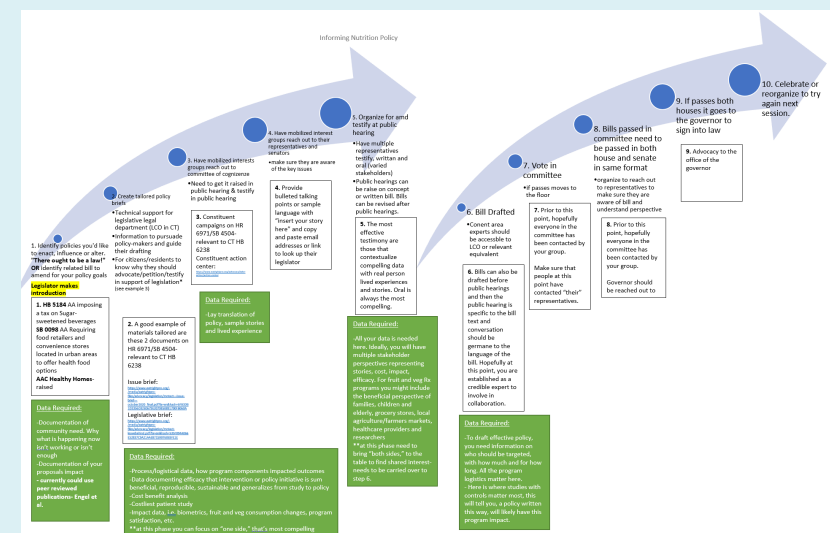 Informing Nutrition Policy
1. Identify policies you'd like
to enact, influence or alter.
"There ought to be a law!"
OR identify related bill to
amend for your policy goals
Legislator makes
introduction
1. HB 5184 AA imposing
a tax on Sugar-
sweetened beverages
SB 0098 AA Requiring
food retailers and
convenience stores
located in urban areas
to offer health food
options
AAC Healthy Homes-
raised
Data Required:
-Documentation of
community need. Why
what is happening now
isn't working or isn't
enough
-Documentation of your
proposals impact
- currently could use
peer reviewed
publications- Engel et
al.
2. Create tailored policy
briefs
•Technical support for
legislative legal
department (LCO in CT)
•Information to pursuade
policy-makers and guide
their drafting
•For citizens/residents to
know why they should
advocate/petition/testify
in support of legislation*
(see example 3)
2. A good example of
materials tailored are
these 2 documents on
HR 6971/SB 4504-
relevant to CT HB
6238
Issue brief:
Legislative brief:
Data Required:
-Process/logistical data, how program components impacted outcomes
-Data documenting efficacy that intervention or policy initiative is sum
beneficial, reproducible, sustainable and generalizes from study to policy
-Cost benefit analysis
-Costliest patient study
-Impact data, i.e. biometrics, fruit and veg consumption changes, program
satisfaction, etc.
**at this phase you can focus on "one side," that's most compelling
3. Have mobilized interest
groups reach out to
committee of cognizence
•Need to get it raised in
public hearing & testify
in public hearing
3. Constituent
campaigns on HR
6971/SB 4504-
relevant to CT HB
6238
Constituent action
center:
Data Required:
-Lay translation of
policy, sample stories
and lived experience
4. Have mobilized interest
groups reach out to their
representatives and
senators
•make sure they are aware
of the key issues
4. Provide
bulleted talking
points or sample
language with
"insert your story
here" and copy
and paste email
addresses or link
to look up their
legislator
5. Organize for amd
testify at public
hearing
•Have multiple
representatives
testify, writtan and
oral (varied
stakeholders)
•Public hearings can
be raise on concept
or written bill. Bills
can be revised after
public hearings.
5. The most
effective
testimony are
those that
contextualize
compelling data
with real person
lived experiences
and stories. Oral is
always the most
compelling.
Data Required:
-All your data is needed
here. Ideally, you will have
multiple stakeholder
perspectives representing
stories, cost, impact,
efficacy. For fruit and veg Rx
programs you might include
the beneficial perspective of
families, children and
elderly, grocery stores, local
agriculture/farmers markets,
healthcare providers and
researchers
**at this phase need to
bring "both sides," to the
table to find shared interest-
needs to be carried over to
step 6.
6. Bill Drafted
•Conent area
experts should
be accessble to
LCO or relevant
equivalent
6. Bills can also be
drafted before
public hearings
and then the
public hearing is
specific to the bill
text and
conversation
should be
germane to the
language of the
bill. Hopefully at
this point, you are
established as a
credible expert to
involve in
collaboration.
Data Required:
-To draft effective policy,
you need information on
who should be targeted,
with how much and for how
long. All the program
logistics matter here.
- Here is where studies with
controls matter most, this
will tell you, a policy written
this way, will likely have this
program impact.
7. Vote in
committee
•if passes moves to
the floor
7. Prior to this
point, hopefully
everyone in the
committee has
been contacted by
your group.
Make sure that
people at this
point have
contacted "their"
representatives.
8. Bills passed in
committee need to
be passed in both
house and senate
in same format
•organize to reach out
to representatives to
make sure they are
aware of bill and
understand perspective
8. Prior to this
point, hopefully
everyone in the
committee has
been contacted
by your group.
Governor should
be reached out to
9. If passes both
houses it goes to
the governor to
sign into law
9. Advocacy to the
office of the
governor
10. Celebrate or
reorganize to try
again next
session.